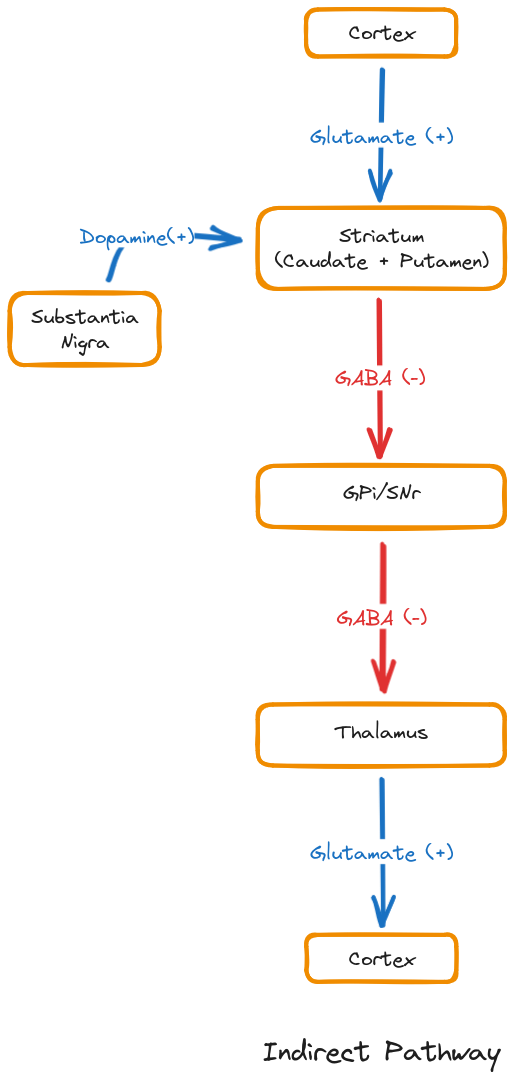 Cortex
Glutamate (+)
Dopamine(+)
Striatum
(Caudate + Putamen)
Substantia
Nigra
GABA (-)
GPi/SNr
GABA (-)
Thalamus
Glutamate (+)
Cortex
Indirect Pathway